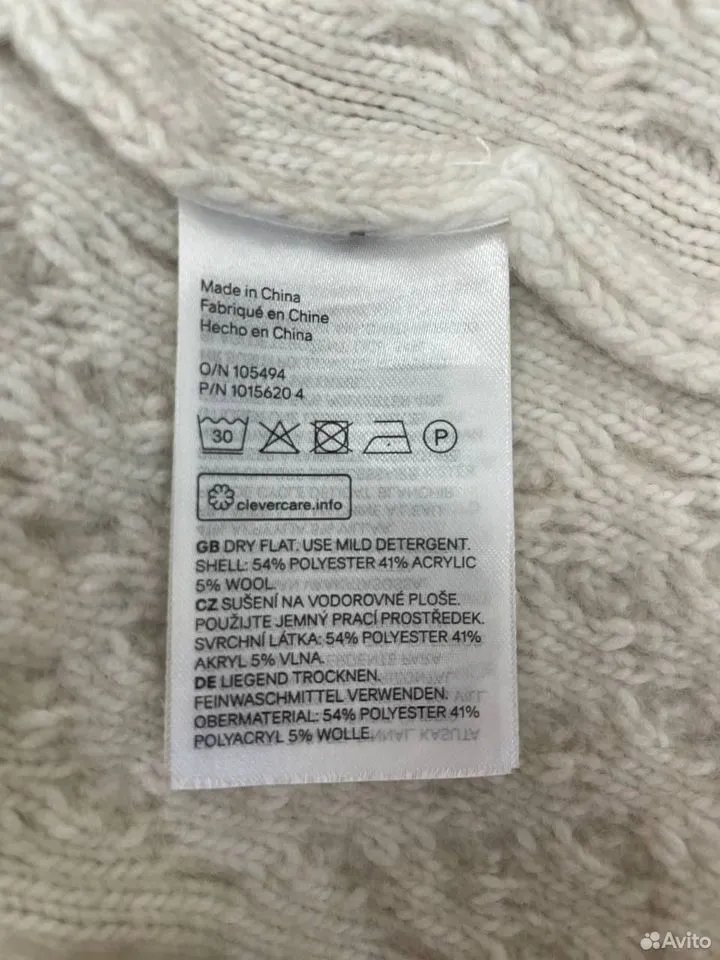 Made in China
Fabriqué en Chine
Hecho en China
O/N 105494
P/N 1015620 4
30
P
clevercare.info
GB DRY FLAT. USE MILD DETERGENT.
SHELL: 54% POLYESTER 41% ACRYLIC
5% WOOL.
CZ SUŠENÍ NA VODOROVNÉ PLOŠE.
POUŽIJTE JEMNÝ PRACÍ PROSTŘEDEK.
SVRCHNÍ LÁTKA: 54% POLYESTER 41%
AKRYL 5% VLNA.
DE LIEGEND TROCKNEN.
FEINWASCHMITTEL VERWENDEN.
OBERMATERIAL: 54% POLYESTER 41%
POLYACRYL 5% WOLLE.
Avito